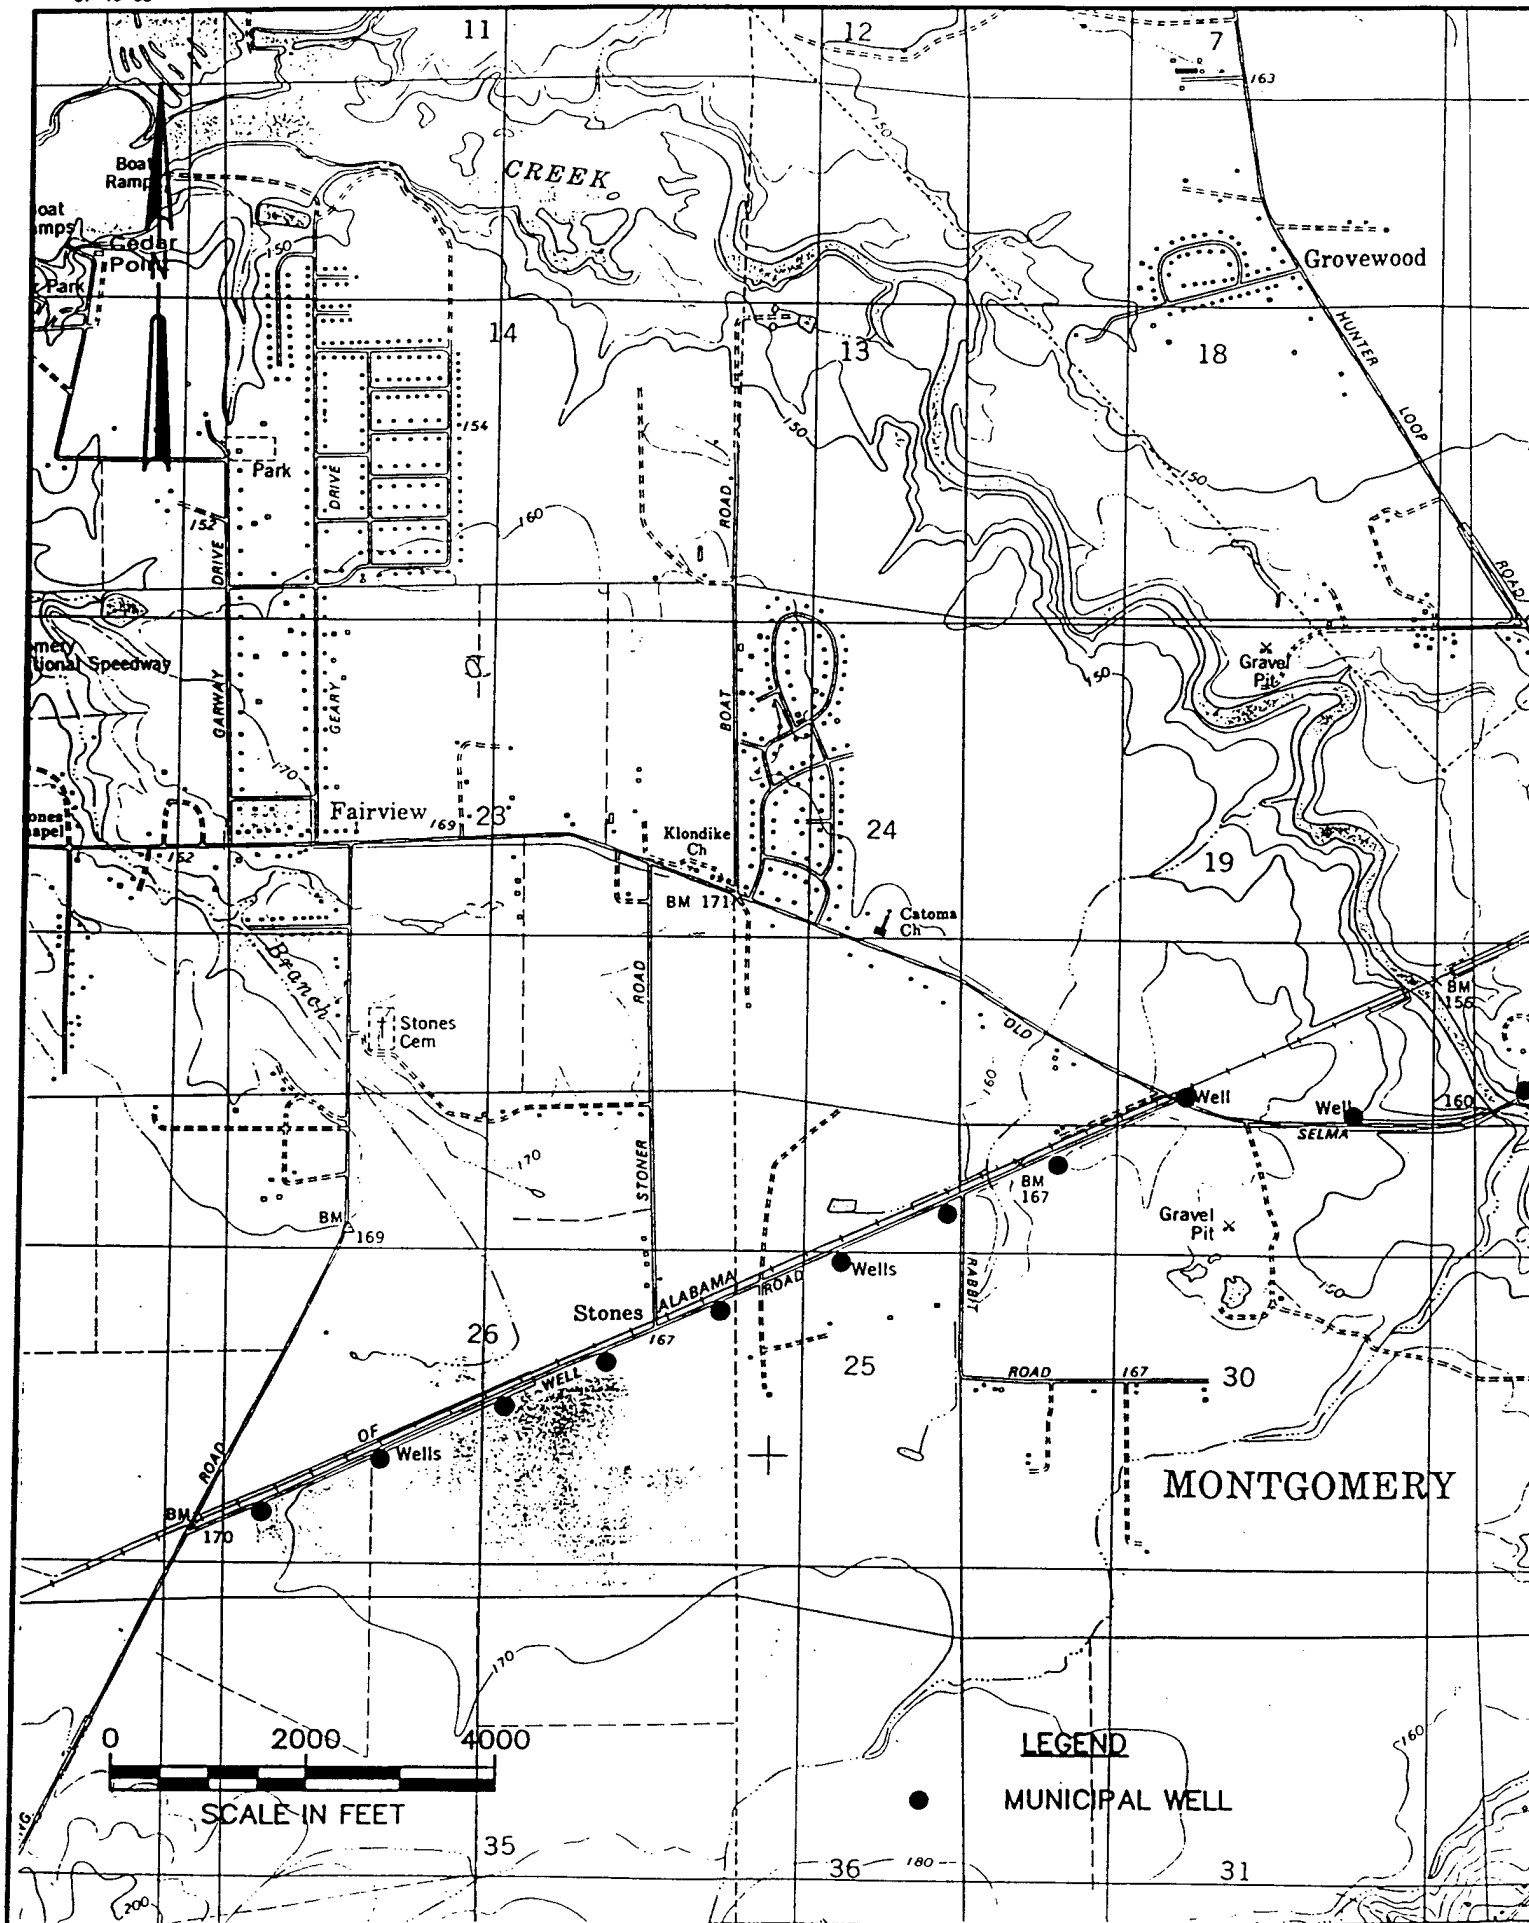 11
12
7
163
150
CREEK
Boat
Ramp
Cedar
Point
Park
150
Grovewood
14
13
18
HUNTER
LOOP
ROAD
154
150
150
Park
DRIVE
ROAD
160
152
DRIVE
Speedway
GARWAY
GEARY
BOAT
Gravel
Pit
150
170
Fairview
169
23
Klondike
Ch
24
19
162
BM 171
Catoma
Ch
Branch
ROAD
BM
156
Stones
Cem
OLD
160
Well
Well
160
SELMA
170
STONER
BM
167
BM
169
Gravel
Pit
Wells
RABBIT
ALABAMA
ROAD
150
Stones
167
26
25
ROAD
167
30
WELL
OF
Wells
ROAD
MONTGOMERY
BM
170
170
0 2000 4000
SCALE IN FEET
LEGEND
MUNICIPAL WELL
160
35
36
180
31
200